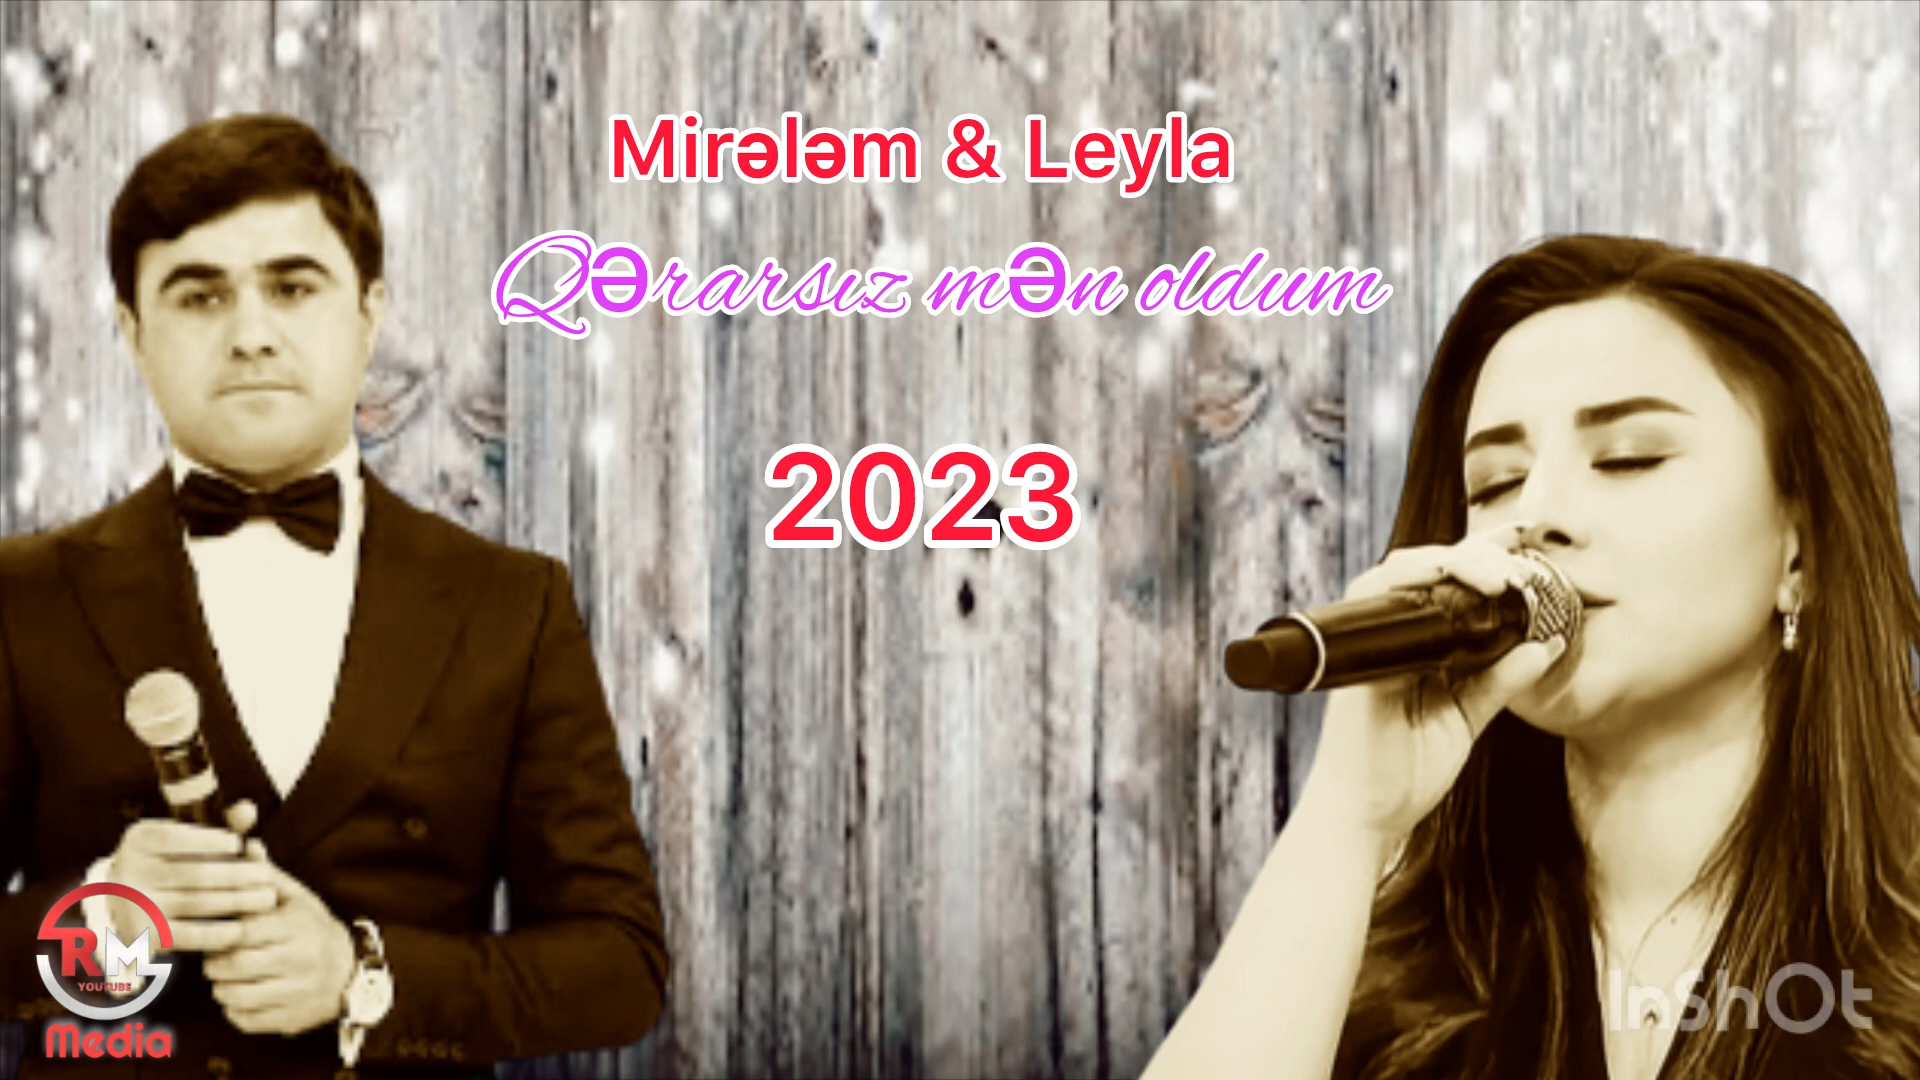 Mirələm & Leyla
Qərarsız mən oldum
2023
RM
YOUTUBE
Media
InShOt